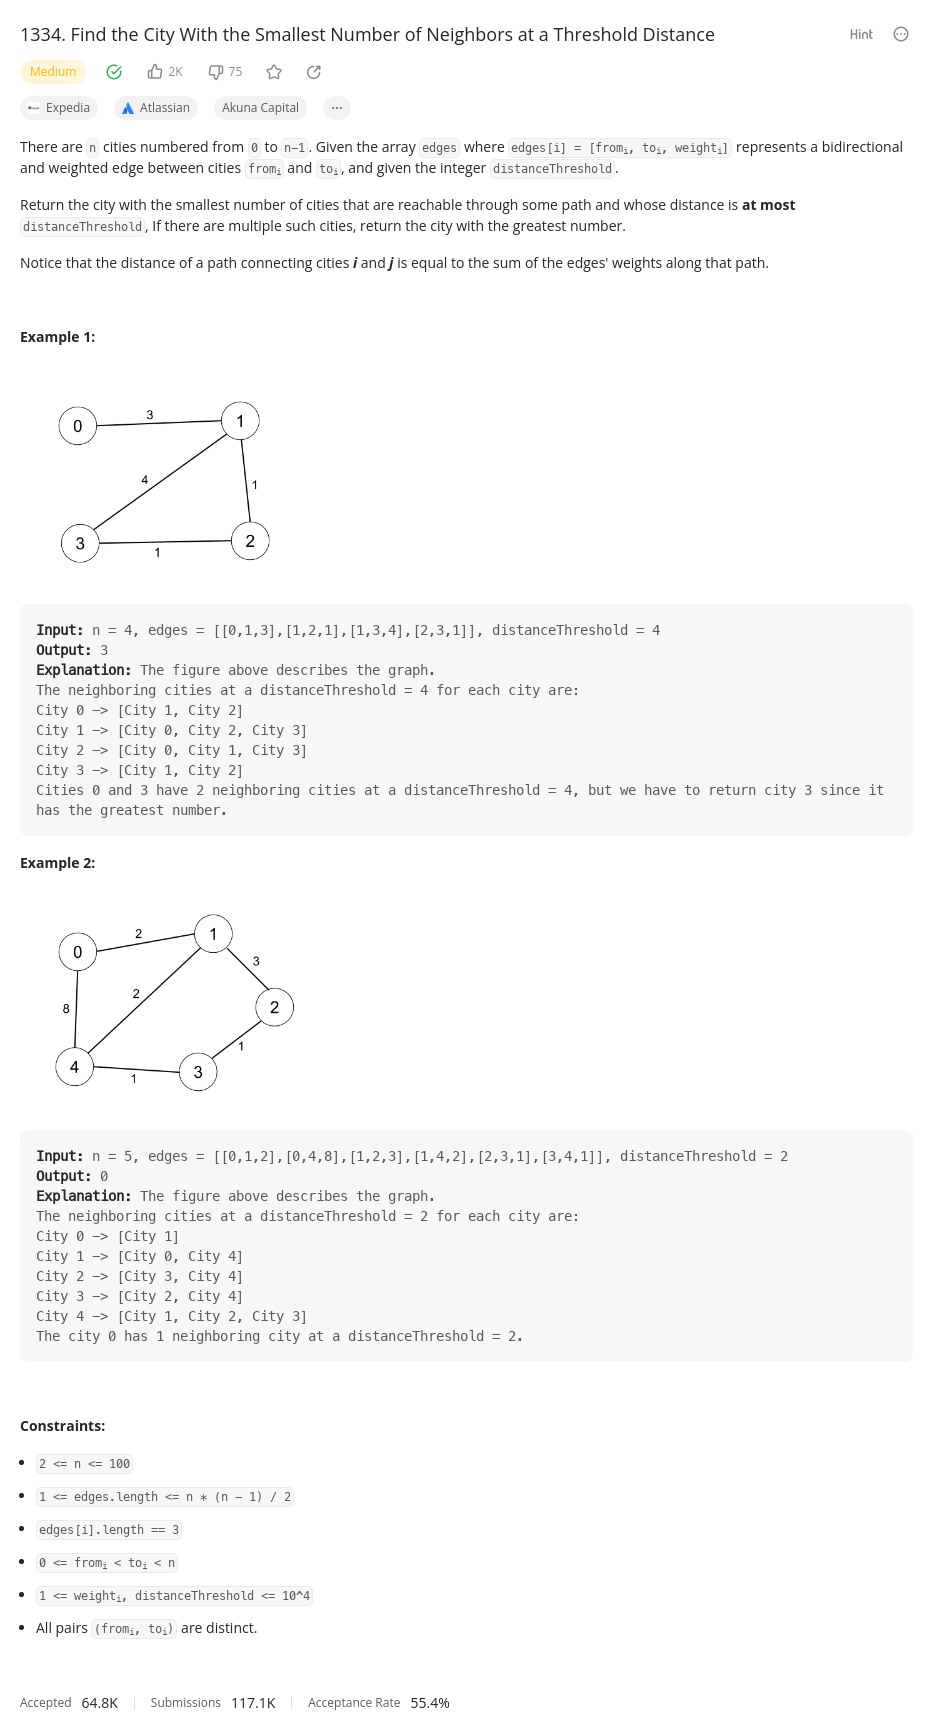 1334. Find the City With the Smallest Number of Neighbors at a Threshold Distance
Hint
Medium
2K
75
Expedia
Atlassian
Akuna Capital
...
There are n cities numbered from 0 to n-1. Given the array edges where edges[i] = [fromᵢ, toᵢ, weightᵢ] represents a bidirectional
and weighted edge between cities fromᵢ and toᵢ, and given the integer distanceThreshold.
Return the city with the smallest number of cities that are reachable through some path and whose distance is at most
distanceThreshold, If there are multiple such cities, return the city with the greatest number.
Notice that the distance of a path connecting cities i and j is equal to the sum of the edges' weights along that path.
Example 1:
0
3
1
4
1
3
1
2
Input: n = 4, edges = [[0,1,3],[1,2,1],[1,3,4],[2,3,1]], distanceThreshold = 4
Output: 3
Explanation: The figure above describes the graph.
The neighboring cities at a distanceThreshold = 4 for each city are:
City 0 -> [City 1, City 2]
City 1 -> [City 0, City 2, City 3]
City 2 -> [City 0, City 1, City 3]
City 3 -> [City 1, City 2]
Cities 0 and 3 have 2 neighboring cities at a distanceThreshold = 4, but we have to return city 3 since it
has the greatest number.
Example 2:
0
2
1
3
8
2
2
4
1
3
1
Input: n = 5, edges = [[0,1,2],[0,4,8],[1,2,3],[1,4,2],[2,3,1],[3,4,1]], distanceThreshold = 2
Output: 0
Explanation: The figure above describes the graph.
The neighboring cities at a distanceThreshold = 2 for each city are:
City 0 -> [City 1]
City 1 -> [City 0, City 4]
City 2 -> [City 3, City 4]
City 3 -> [City 2, City 4]
City 4 -> [City 1, City 2, City 3]
The city 0 has 1 neighboring city at a distanceThreshold = 2.
Constraints:
• 2 <= n <= 100
• 1 <= edges.length <= n * (n - 1) / 2
• edges[i].length == 3
• 0 <= fromᵢ < toᵢ < n
• 1 <= weightᵢ, distanceThreshold <= 10^4
• All pairs (fromᵢ, toᵢ) are distinct.
Accepted 64.8K Submissions 117.1K Acceptance Rate 55.4%